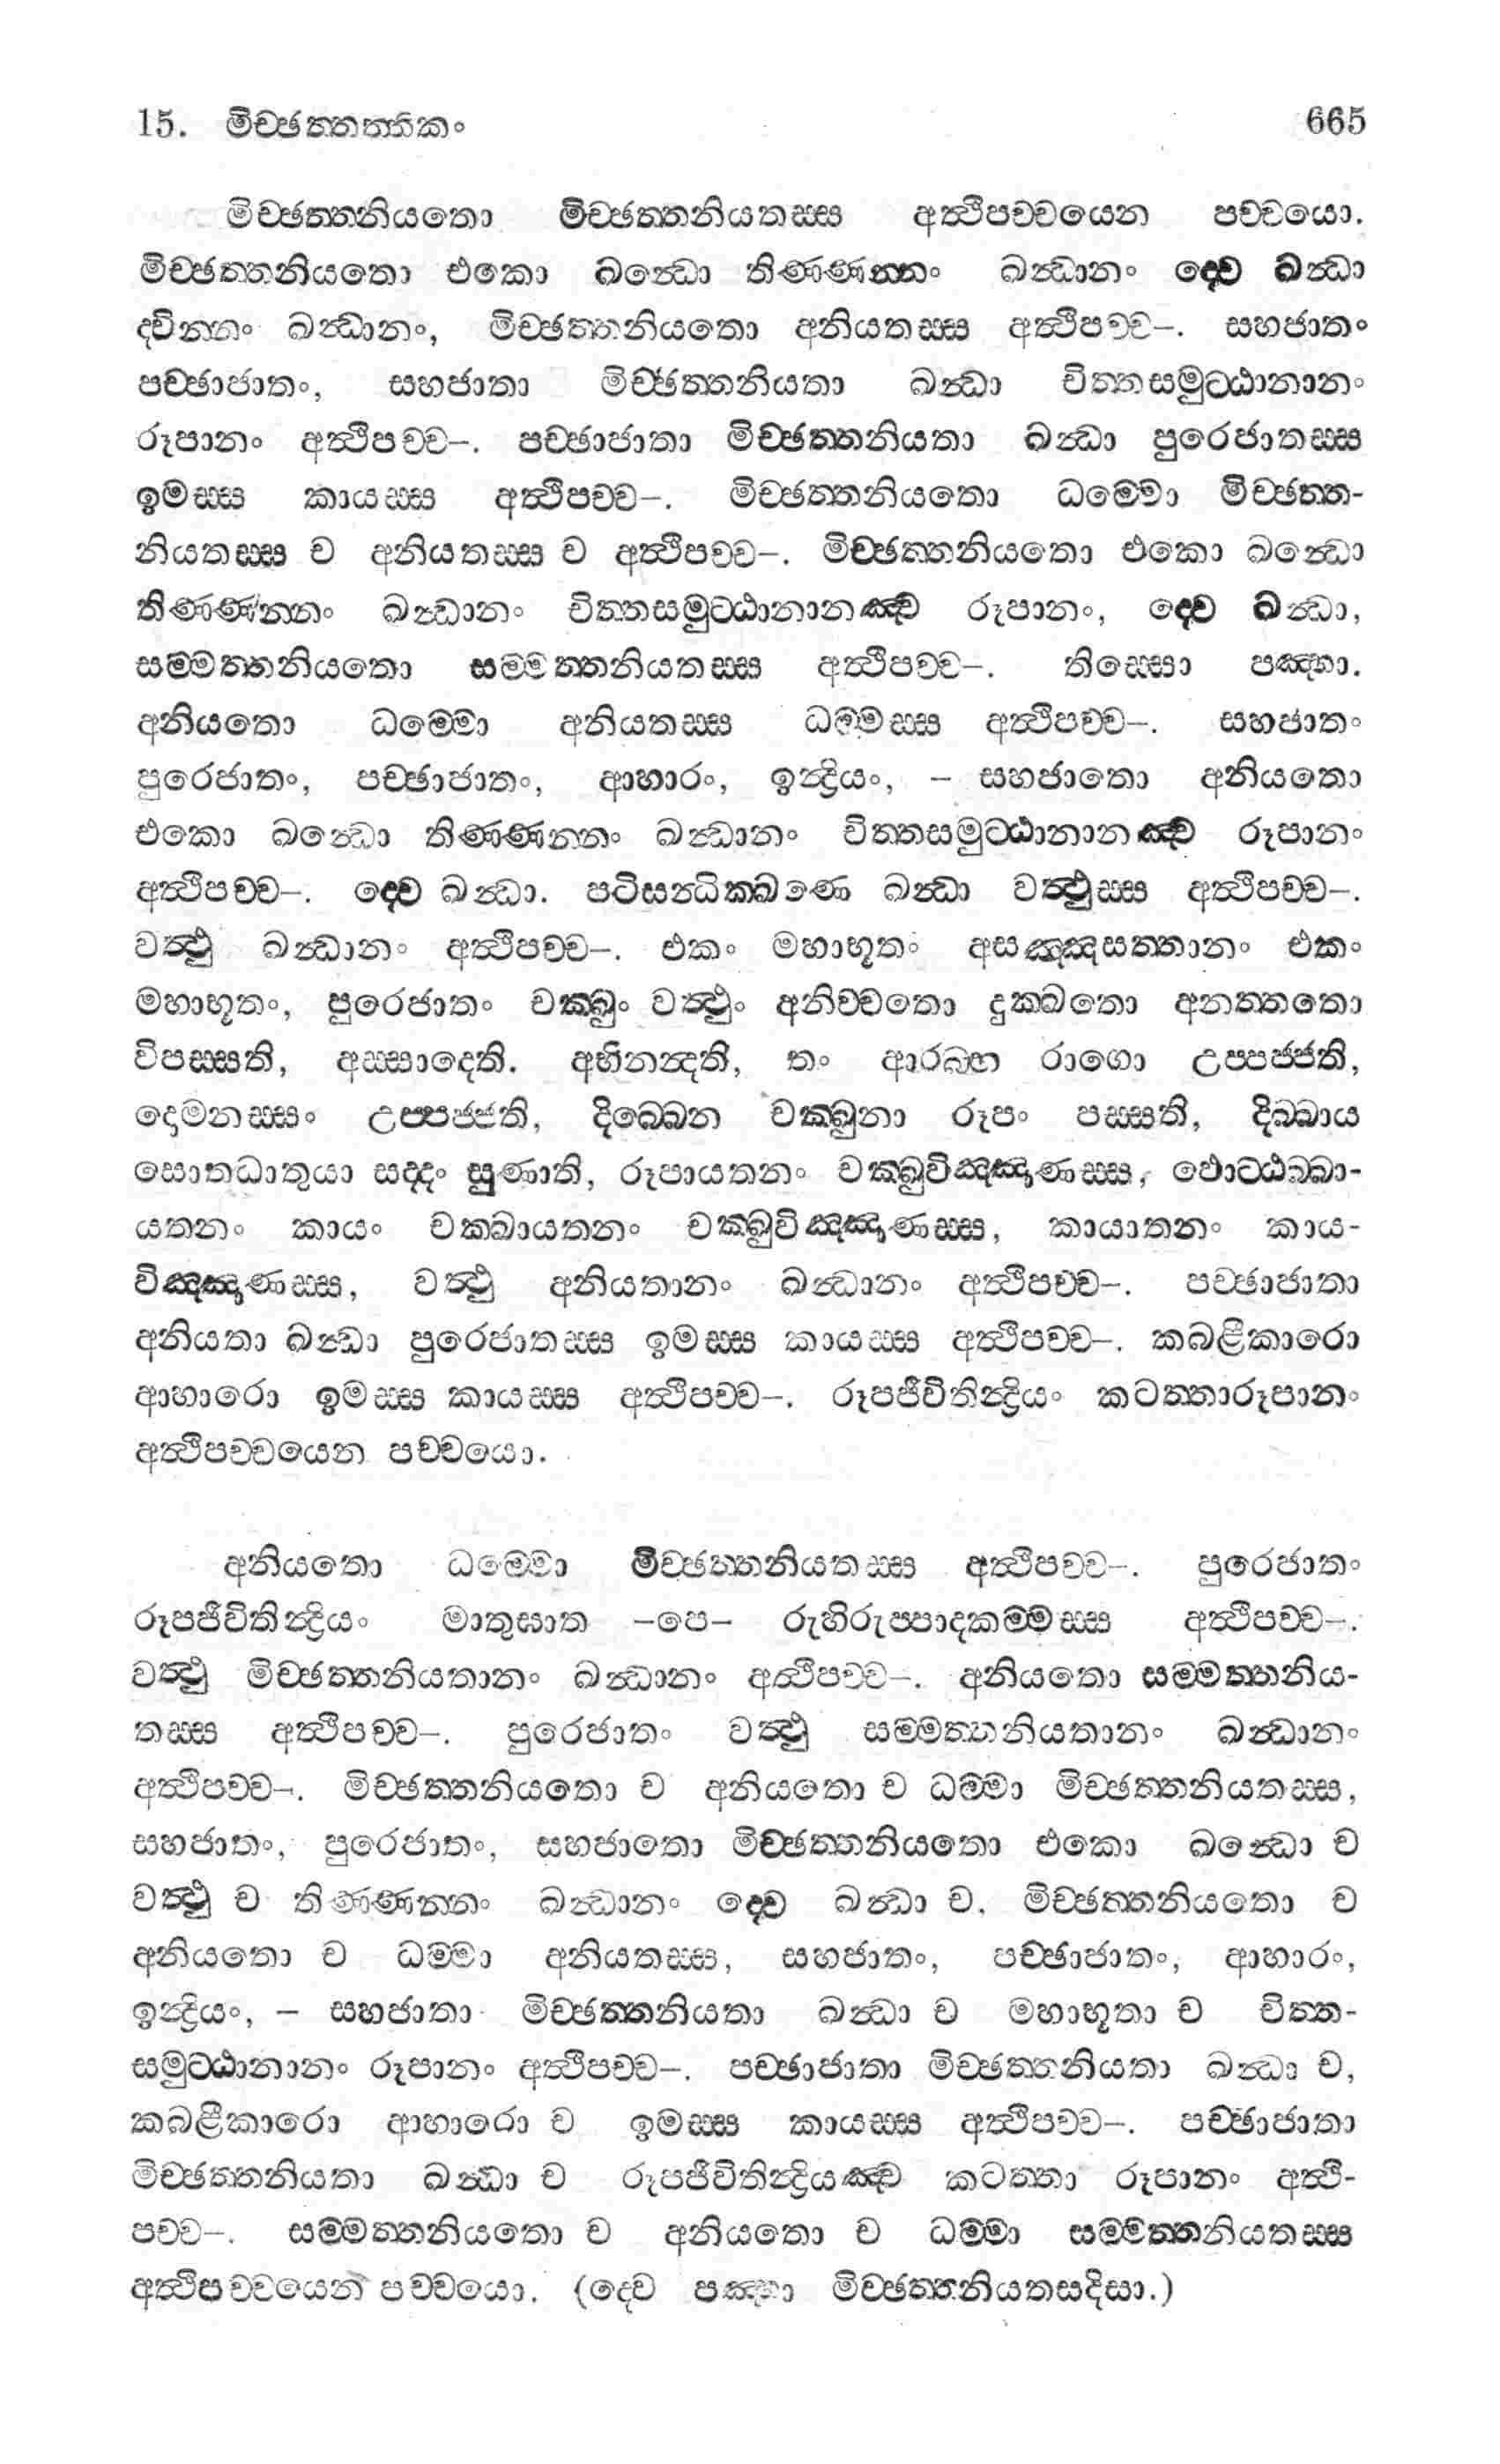 15. මිච්ඡත්තත්තිකං 665
මිච්ඡත්තනියතො මිච්ඡත්තනියතස්ස අත්ථිපච්චයෙන පච්චයො.
මිච්ඡත්තනියතො එකො ඛන්ධො තිණ්ණන්නං ඛන්ධානං ද්වෙ ඛන්ධා
ද්වින්නං ඛන්ධානං, මිච්ඡත්තනියතො අනියතස්ස අත්ථිපච්ච–. සහජාතං
පච්ඡාජාතං, සහජාතා මිච්ඡත්තනියතා ඛන්ධා චිත්තසමුට්ඨානානං
රූපානං අත්ථිපච්ච–. පච්ඡාජාතා මිච්ඡත්තනියතා ඛන්ධා පුරෙජාතස්ස
ඉමස්ස කායස්ස අත්ථිපච්ච–. මිච්ඡත්තනියතො ධම්මො මිච්ඡත්ත-
නියතස්ස ච අනියතස්ස ච අත්ථිපච්ච–. මිච්ඡත්තනියතො එකො ඛන්ධො
තිණ්ණන්නං ඛන්ධානං චිත්තසමුට්ඨානානඤ්ච රූපානං, ද්වෙ ඛන්ධා,
සම්මත්තනියතො සම්මත්තනියතස්ස අත්ථිපච්ච–. තිස්සො පඤ්හා.
අනියතො ධම්මො අනියතස්ස ධම්මස්ස අත්ථිපච්ච–. සහජාතං
පුරෙජාතං, පච්ඡාජාතං, ආහාරං, ඉන්ද්‍රියං, – සහජාතො අනියතො
එකො ඛන්ධො තිණ්ණන්නං ඛන්ධානං චිත්තසමුට්ඨානානඤ්ච රූපානං
අත්ථිපච්ච–. ද්වෙ ඛන්ධා. පටිසන්ධික්ඛණෙ ඛන්ධා වත්ථුස්ස අත්ථිපච්ච–.
වත්ථු ඛන්ධානං අත්ථිපච්ච–. එකං මහාභූතං අසඤ්ඤසත්තානං එකං
මහාභූතං, පුරෙජාතං චක්ඛුං වත්ථුං අනිච්චතො දුක්ඛතො අනත්තතො
විපස්සති, අස්සාදෙති. අභිනන්දති, තං ආරබ්භ රාගො උප්පජ්ජති,
දොමනස්සං උප්පජ්ජති, දිබ්බෙන චක්ඛුනා රූපං පස්සති, දිබ්බාය
සොතධාතුයා සද්දං සුණාති, රූපායතනං චක්ඛුවිඤ්ඤාණස්ස, ඵොට්ඨබ්බා-
යතනං කායං චක්ඛායතනං චක්ඛුවිඤ්ඤාණස්ස, කායාතනං කාය-
විඤ්ඤාණස්ස, වත්ථු අනියතානං ඛන්ධානං අත්ථිපච්ච–. පච්ඡාජාතා
අනියතා ඛන්ධා පුරෙජාතස්ස ඉමස්ස කායස්ස අත්ථිපච්ච–. කබළීකාරො
ආහාරො ඉමස්ස කායස්ස අත්ථිපච්ච–. රූපජීවිතින්ද්‍රියං කටත්තාරූපානං
අත්ථිපච්චයෙන පච්චයො.
අනියතො ධම්මො මිච්ඡත්තනියතස්ස අත්ථිපච්ච–. පුරෙජාතං
රූපජීවිතින්ද්‍රියං මාතුඝාත –පෙ– රුහිරුප්පාදකම්මස්ස අත්ථිපච්ච–.
වත්ථු මිච්ඡත්තනියතානං ඛන්ධානං අත්ථිපච්ච–. අනියතො සම්මත්තනිය-
තස්ස අත්ථිපච්ච–. පුරෙජාතං වත්ථු සම්මත්තනියතානං ඛන්ධානං
අත්ථිපච්ච–. මිච්ඡත්තනියතො ච අනියතො ච ධම්මා මිච්ඡත්තනියතස්ස,
සහජාතං, පුරෙජාතං, සහජාතො මිච්ඡත්තනියතො එකො ඛන්ධො ච
වත්ථු ච තිණ්ණන්නං ඛන්ධානං ද්වෙ ඛන්ධා ච, මිච්ඡත්තනියතො ච
අනියතො ච ධම්මා අනියතස්ස, සහජාතං, පච්ඡාජාතං, ආහාරං,
ඉන්ද්‍රියං, – සහජාතා මිච්ඡත්තනියතා ඛන්ධා ච මහාභූතා ච චිත්ත-
සමුට්ඨානානං රූපානං අත්ථිපච්ච–. පච්ඡාජාතා මිච්ඡත්තනියතා ඛන්ධා ච,
කබළීකාරො ආහාරො ච ඉමස්ස කායස්ස අත්ථිපච්ච–. පච්ඡාජාතා
මිච්ඡත්තනියතා ඛන්ධා ච රූපජීවිතින්ද්‍රියඤ්ච කටත්තා රූපානං අත්ථි-
පච්ච–. සම්මත්තනියතො ච අනියතො ච ධම්මා සම්මත්තනියතස්ස
අත්ථිපච්චයෙන පච්චයො. (ද්වෙ පඤ්හා මිච්ඡත්තනියතසදිසා.)